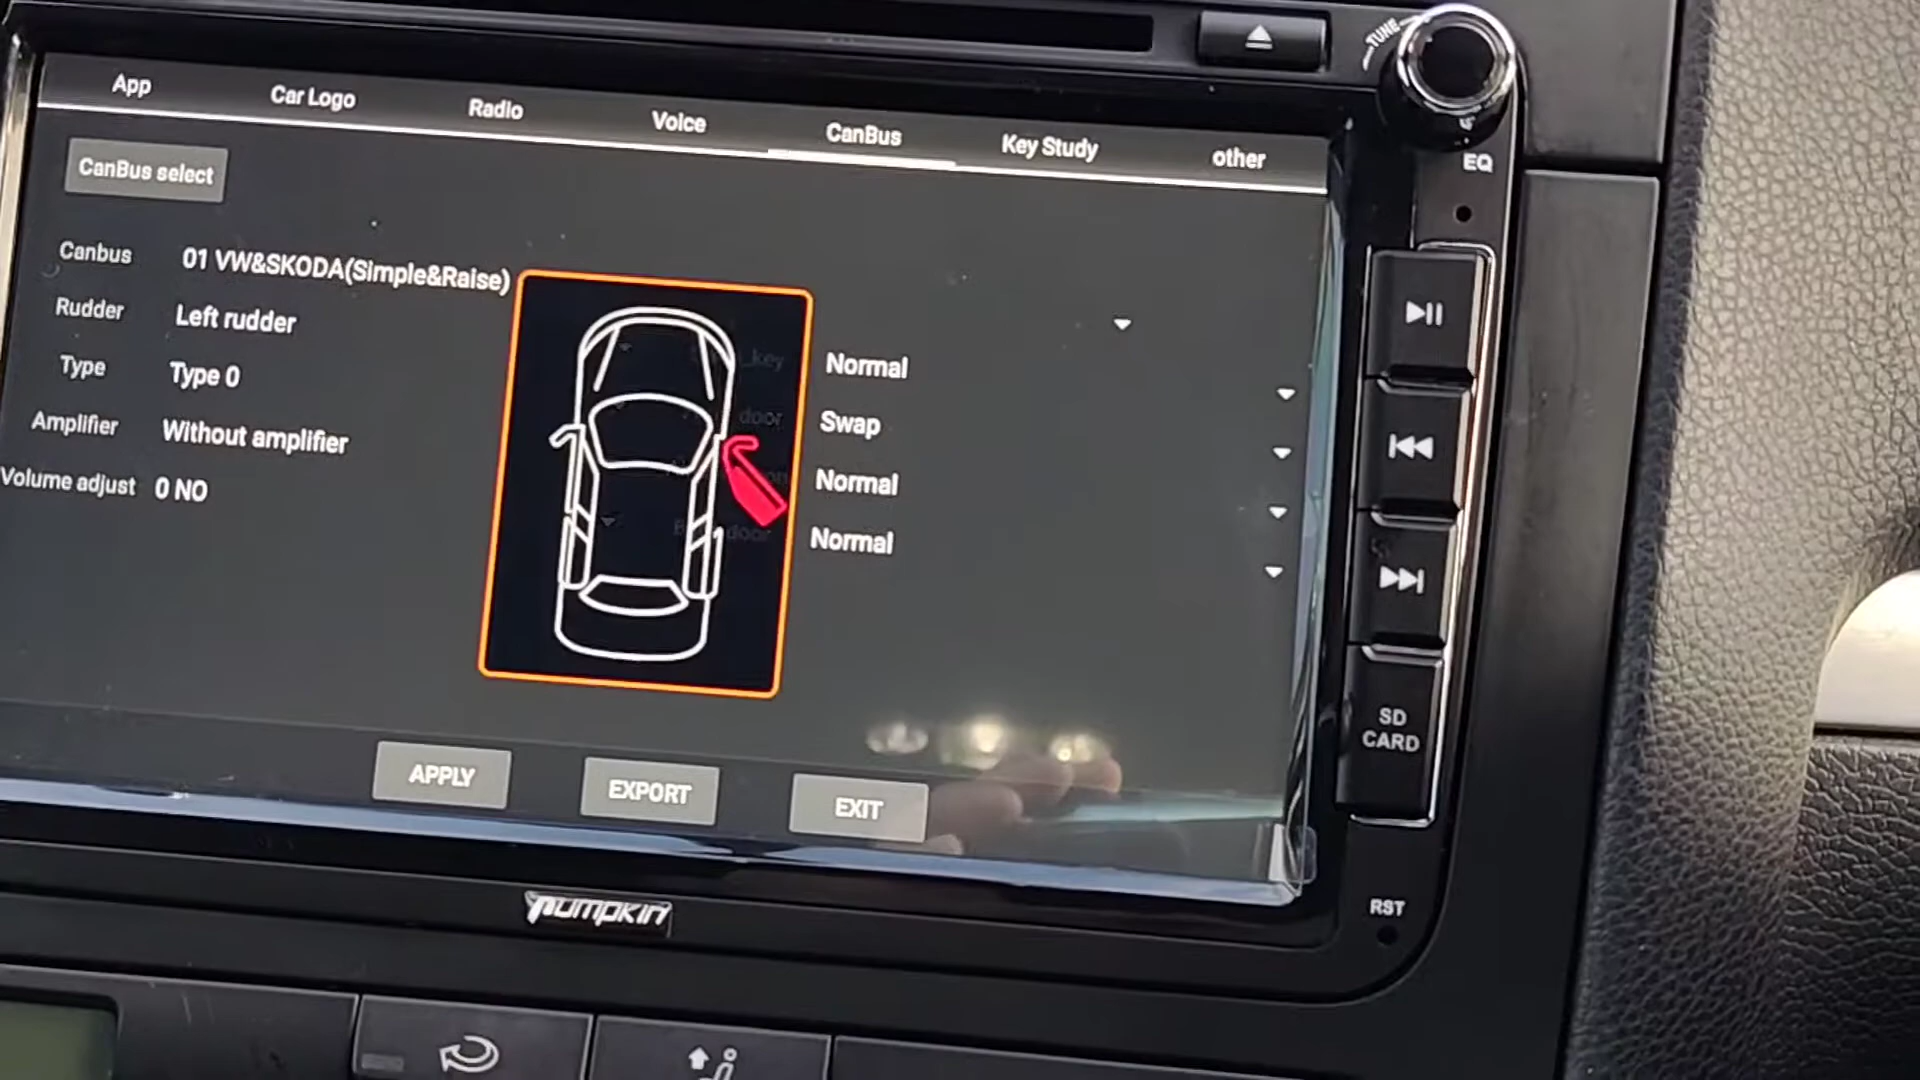 TUNE
App Car Logo Radio Voice CanBus Key Study other
EQ
CanBus select
Canbus 01 VW&SKODA(Simple&Raise)
Rudder Left rudder
Type Type 0
Amplifier Without amplifier
Volume adjust 0 NO
key Normal
door Swap
Normal
door Normal
SD
CARD
APPLY EXPORT EXIT
PUMPKIN
RST